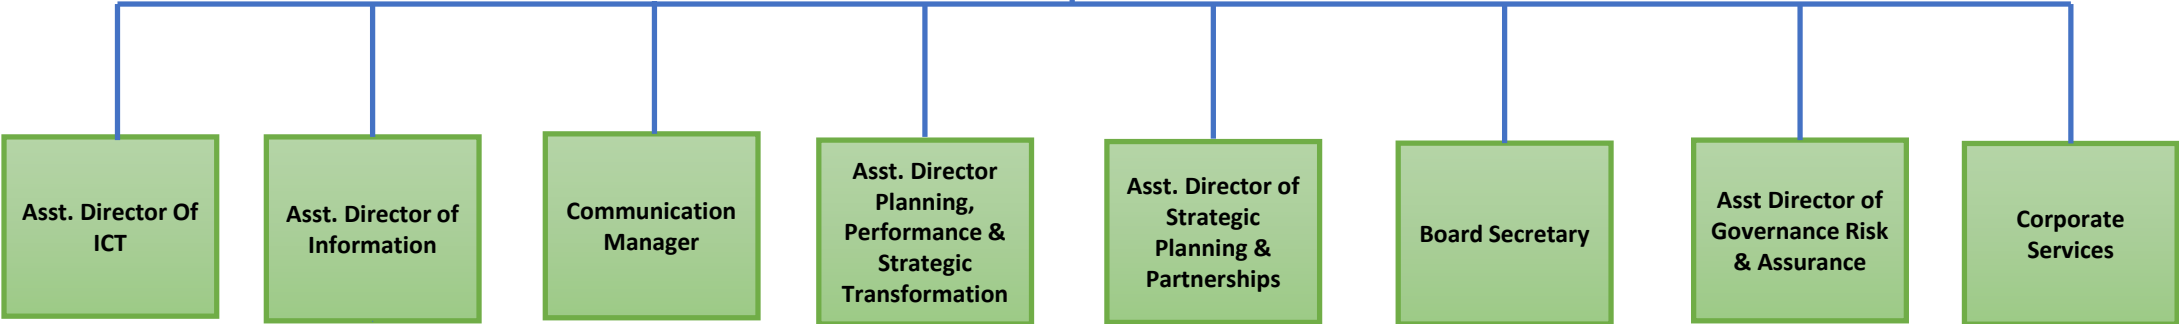 Asst. Director Of
ICT
Asst. Director of
Information
Communication
Manager
Asst. Director
Planning,
Performance &
Strategic
Transformation
Asst. Director of
Strategic
Planning &
Partnerships
Board Secretary
Asst Director of
Governance Risk
& Assurance
Corporate
Services